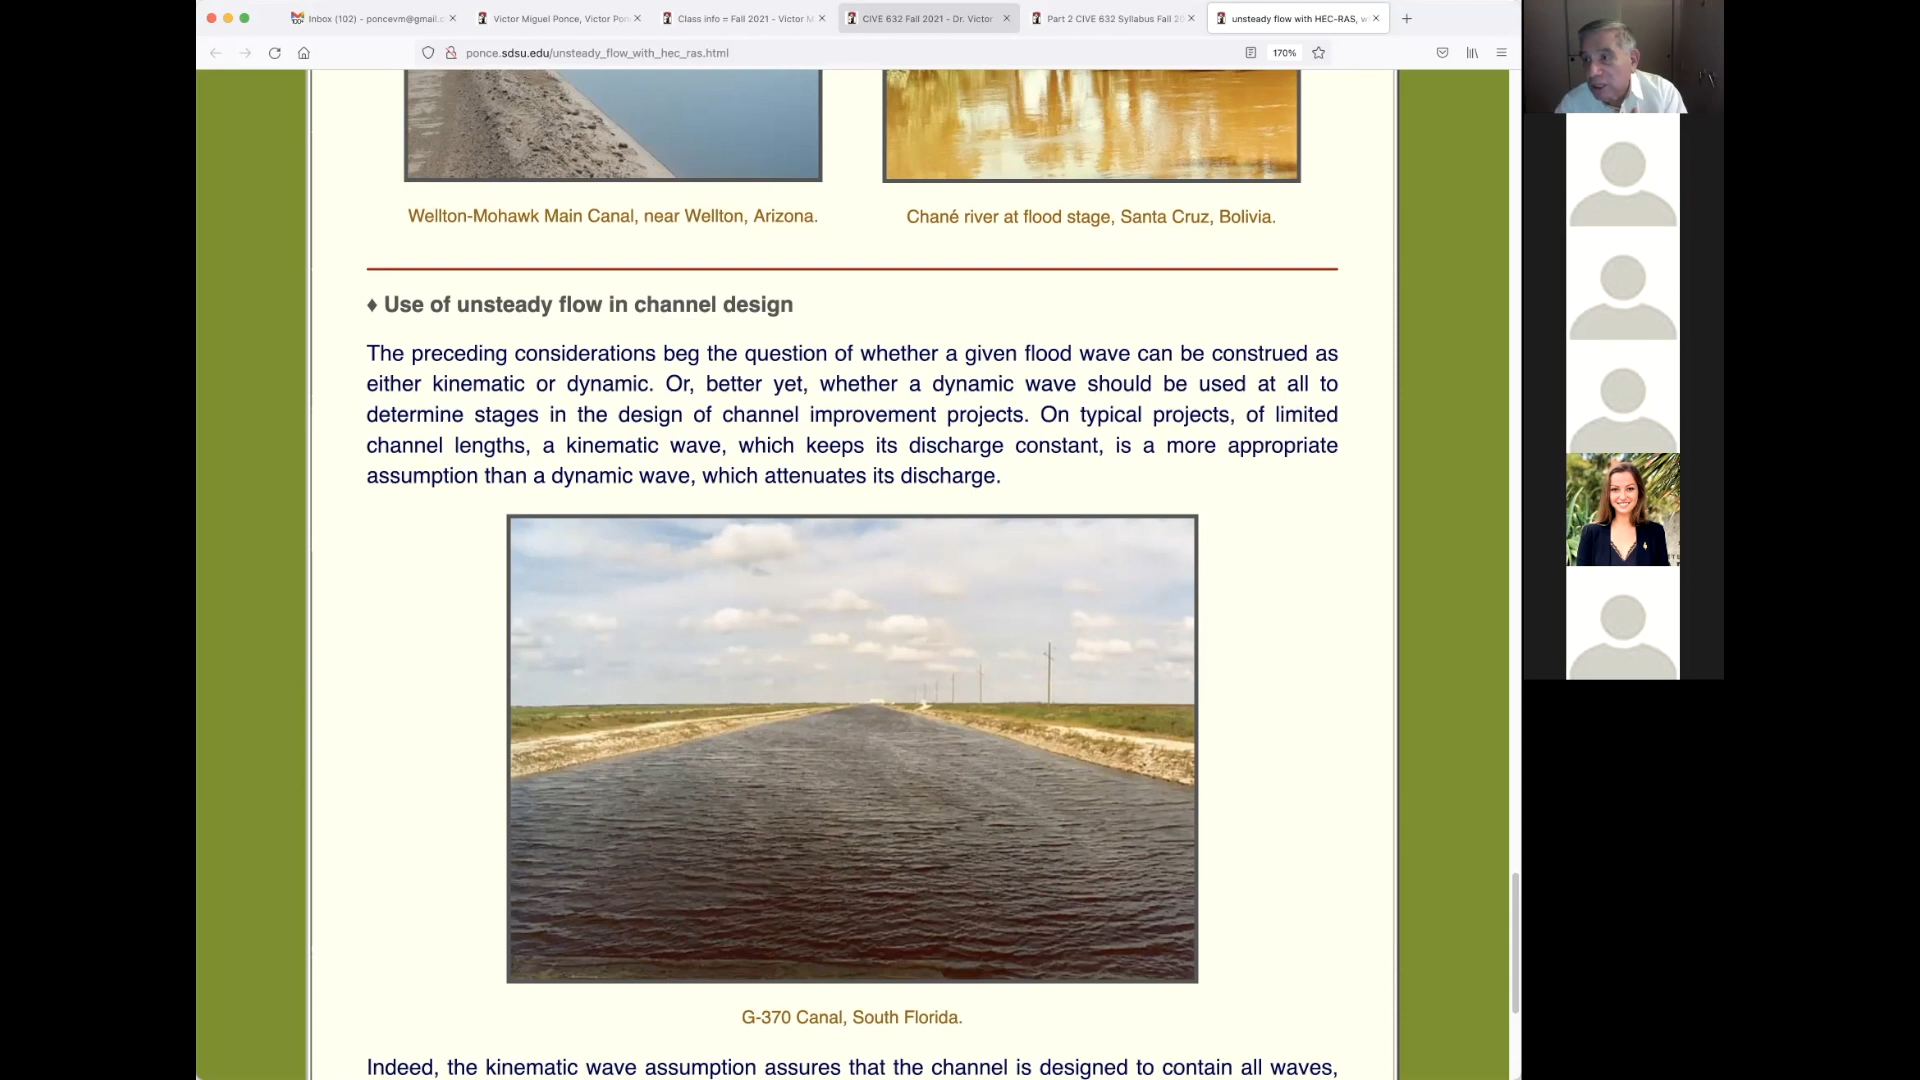 Inbox (102) - poncevm@gmail.c
Victor Miguel Ponce, Victor Pon
Class info = Fall 2021 - Victor M
CIVE 632 Fall 2021 - Dr. Victor
Part 2 CIVE 632 Syllabus Fall 20
unsteady flow with HEC-RAS, w
ponce.sdsu.edu/unsteady_flow_with_hec_ras.html
170%
Wellton-Mohawk Main Canal, near Wellton, Arizona.
Chané river at flood stage, Santa Cruz, Bolivia.
♦ Use of unsteady flow in channel design
The preceding considerations beg the question of whether a given flood wave can be construed as
either kinematic or dynamic. Or, better yet, whether a dynamic wave should be used at all to
determine stages in the design of channel improvement projects. On typical projects, of limited
channel lengths, a kinematic wave, which keeps its discharge constant, is a more appropriate
assumption than a dynamic wave, which attenuates its discharge.
G-370 Canal, South Florida.
Indeed, the kinematic wave assumption assures that the channel is designed to contain all waves,